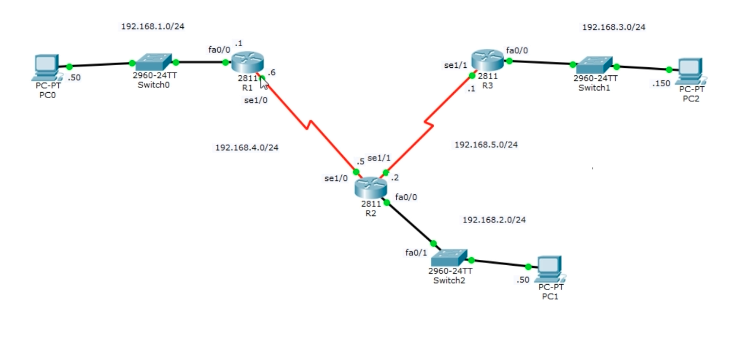 192.168.1.0/24
fa0/0 .1
.50
PC-PT
PC0
2960-24TT
Switch0
2811
R1
.6
se1/0
192.168.3.0/24
se1/1
fa0/0
.1
2811
R3
2960-24TT
Switch1
.150
PC-PT
PC2
192.168.4.0/24
192.168.5.0/24
.5 se1/1
se1/0
.2
2811
R2
fa0/0
192.168.2.0/24
fa0/1
2960-24TT
Switch2
.50
PC-PT
PC1